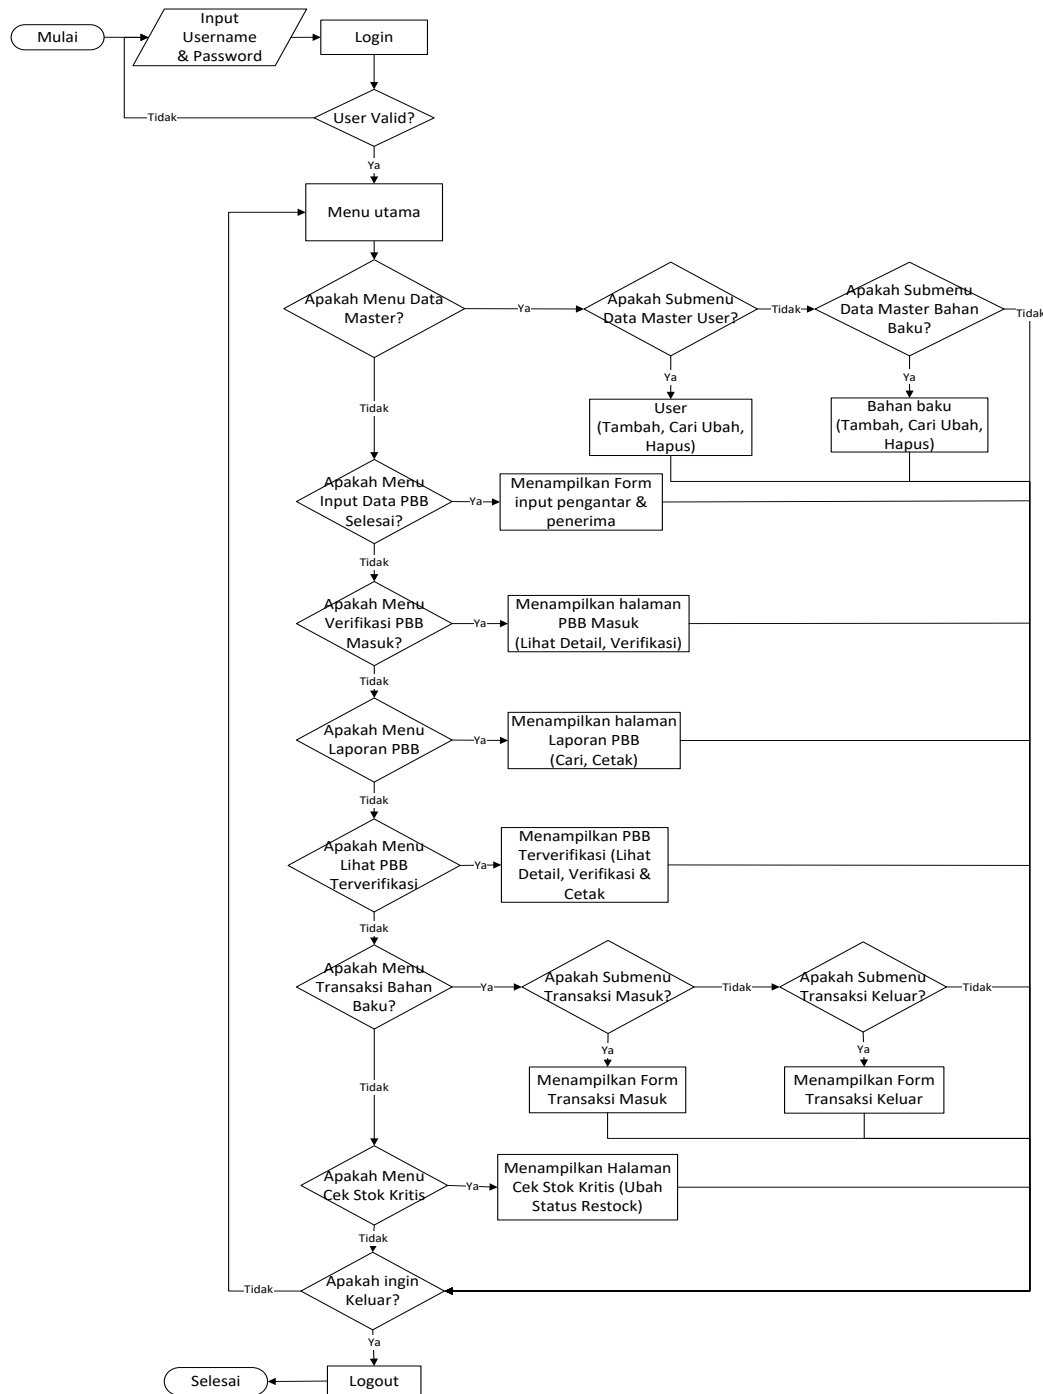 Mulai
Input
Username
& Password
Login
Tidak
User Valid?
Ya
Menu utama
Apakah Menu Data
Master?
Ya
Apakah Submenu
Data Master User?
Tidak
Apakah Submenu
Data Master Bahan
Baku?
Tidak
Ya
Ya
User
(Tambah, Cari Ubah,
Hapus)
Bahan baku
(Tambah, Cari Ubah,
Hapus)
Tidak
Apakah Menu
Input Data PBB
Selesai?
Ya
Menampilkan Form
input pengantar &
penerima
Tidak
Apakah Menu
Verifikasi PBB
Masuk?
Ya
Menampilkan halaman
PBB Masuk
(Lihat Detail, Verifikasi)
Tidak
Apakah Menu
Laporan PBB
Ya
Menampilkan halaman
Laporan PBB
(Cari, Cetak)
Tidak
Apakah Menu
Lihat PBB
Terverifikasi
Ya
Menampilkan PBB
Terverifikasi (Lihat
Detail, Verifikasi &
Cetak
Tidak
Apakah Menu
Transaksi Bahan
Baku?
Ya
Apakah Submenu
Transaksi Masuk?
Tidak
Apakah Submenu
Transaksi Keluar?
Tidak
Ya
Ya
Menampilkan Form
Transaksi Masuk
Menampilkan Form
Transaksi Keluar
Tidak
Apakah Menu
Cek Stok Kritis
Ya
Menampilkan Halaman
Cek Stok Kritis (Ubah
Status Restock)
Tidak
Apakah ingin
Keluar?
Tidak
Ya
Logout
Selesai